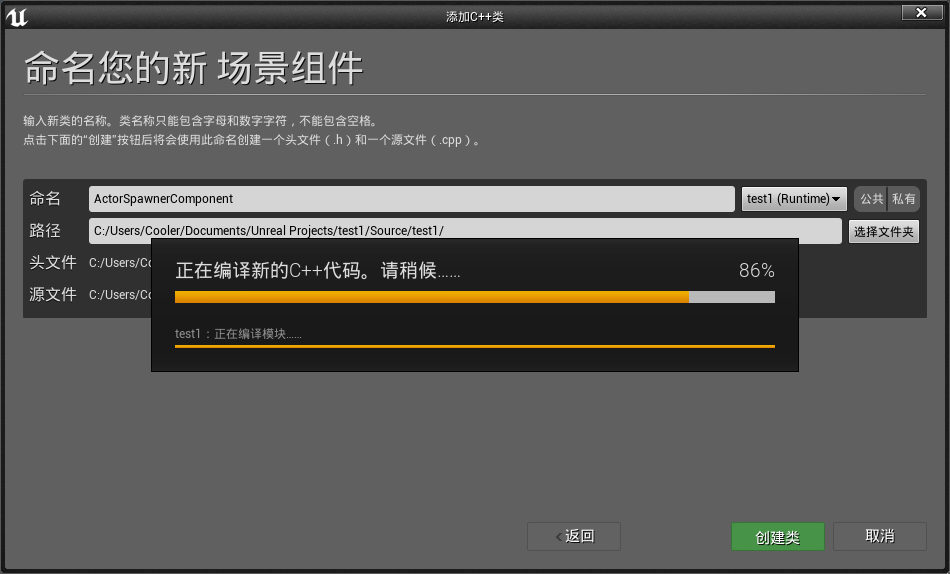 添加C++类
命名您的新 场景组件
输入新类的名称。类名称只能包含字母和数字字符，不能包含空格。
点击下面的"创建"按钮后将会使用此命名创建一个头文件（.h）和一个源文件（.cpp）。
命名 ActorSpawnerComponent test1 (Runtime) 公共 私有
路径 C:/Users/Cooler/Documents/Unreal Projects/test1/Source/test1/ 选择文件夹
头文件 C:/Users/Co
源文件 C:/Users/Co
正在编译新的C++代码。请稍候...... 86%
test1：正在编译模块......
返回 创建类 取消